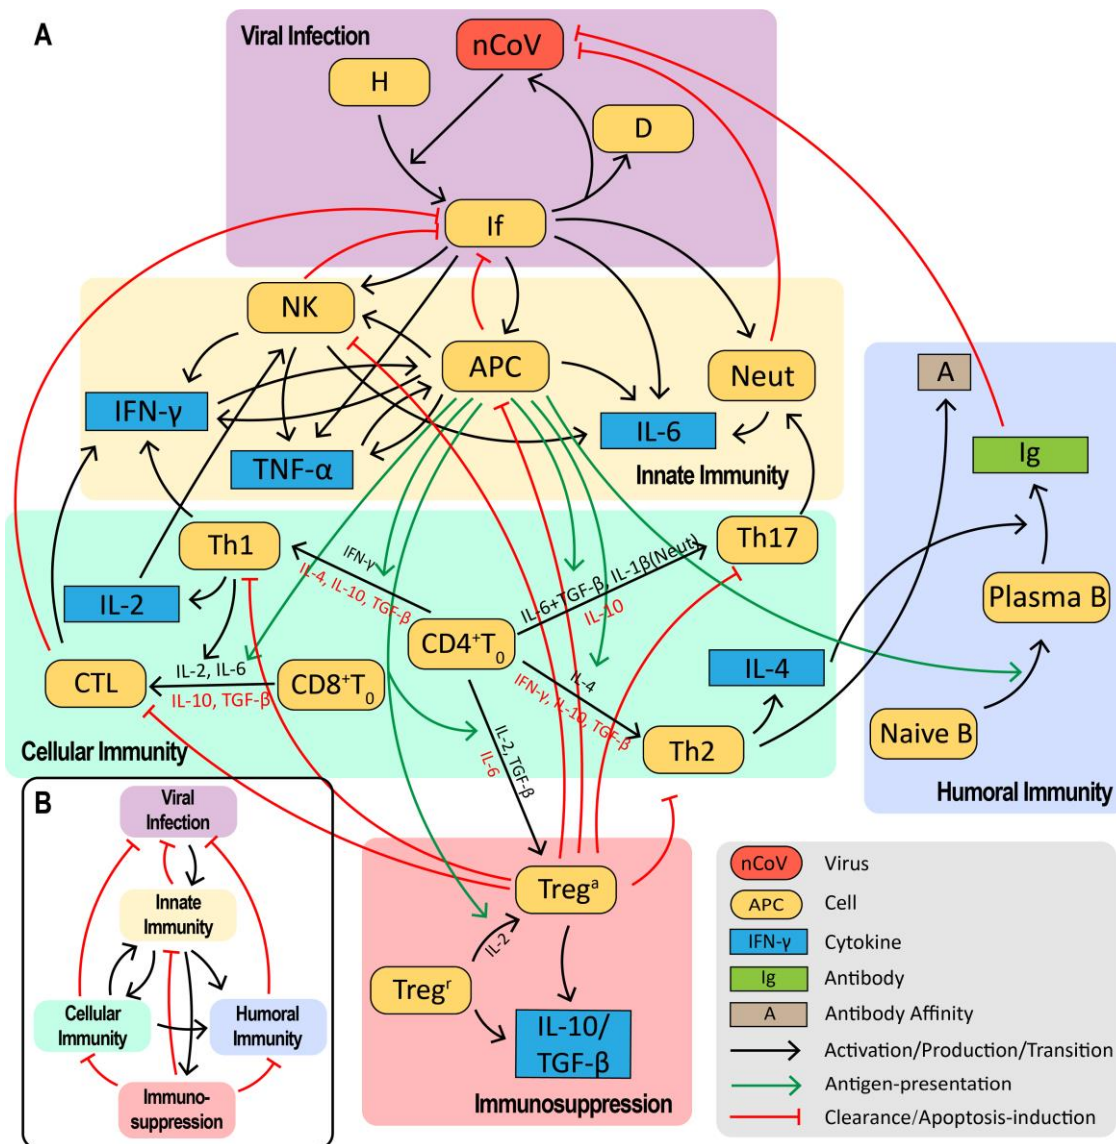 A
Viral Infection
nCoV
H
D
If
NK
APC
Neut
IFN-γ
TNF-α
IL-6
Innate Immunity
A
Ig
Plasma B
Naive B
Humoral Immunity
Th1
IFN-γ
IL-4, IL-10, TGF-β
IL-6+TGF-β, IL-1β(Neut)
IL-10
Th17
IL-2
CD4⁺T₀
CTL
IL-2, IL-6
IL-10, TGF-β
CD8⁺T₀
IL-4
IFN-γ, IL-10, TGF-β
IL-4
Th2
IL-2, TGF-β
IL-6
Cellular Immunity
Tregᵃ
IL-2
Tregʳ
IL-10/
TGF-β
Immunosuppression
B
Viral
Infection
Innate
Immunity
Cellular
Immunity
Humoral
Immunity
Immuno-
suppression
nCoV Virus
APC Cell
IFN-γ Cytokine
Ig Antibody
A Antibody Affinity
Activation/Production/Transition
Antigen-presentation
Clearance/Apoptosis-induction